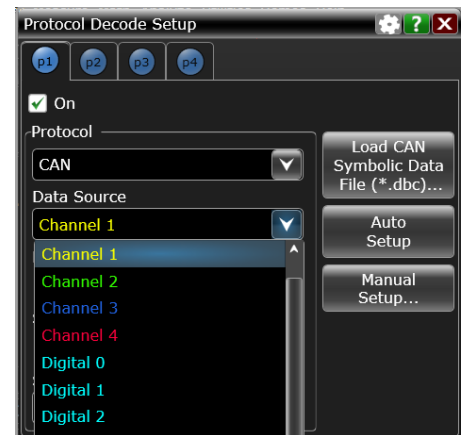 Protocol Decode Setup
?
X
p1
p2
p3
p4
On
Protocol
CAN
Load CAN
Symbolic Data
File (*.dbc)...
Data Source
Channel 1
Auto
Setup
Channel 1
Channel 2
Manual
Setup...
Channel 3
Channel 4
Digital 0
Digital 1
Digital 2